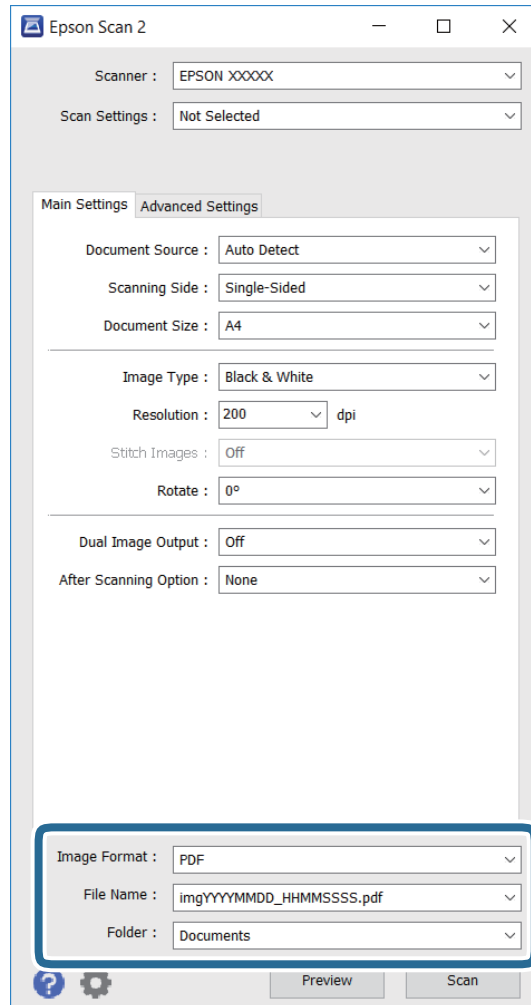 Epson Scan 2
Scanner : EPSON XXXXX
Scan Settings : Not Selected
Main Settings Advanced Settings
Document Source : Auto Detect
Scanning Side : Single-Sided
Document Size : A4
Image Type : Black & White
Resolution : 200 dpi
Stitch Images : Off
Rotate : 0°
Dual Image Output : Off
After Scanning Option : None
Image Format : PDF
File Name : imgYYYYMMDD_HHMMSSSS.pdf
Folder : Documents
? Preview Scan